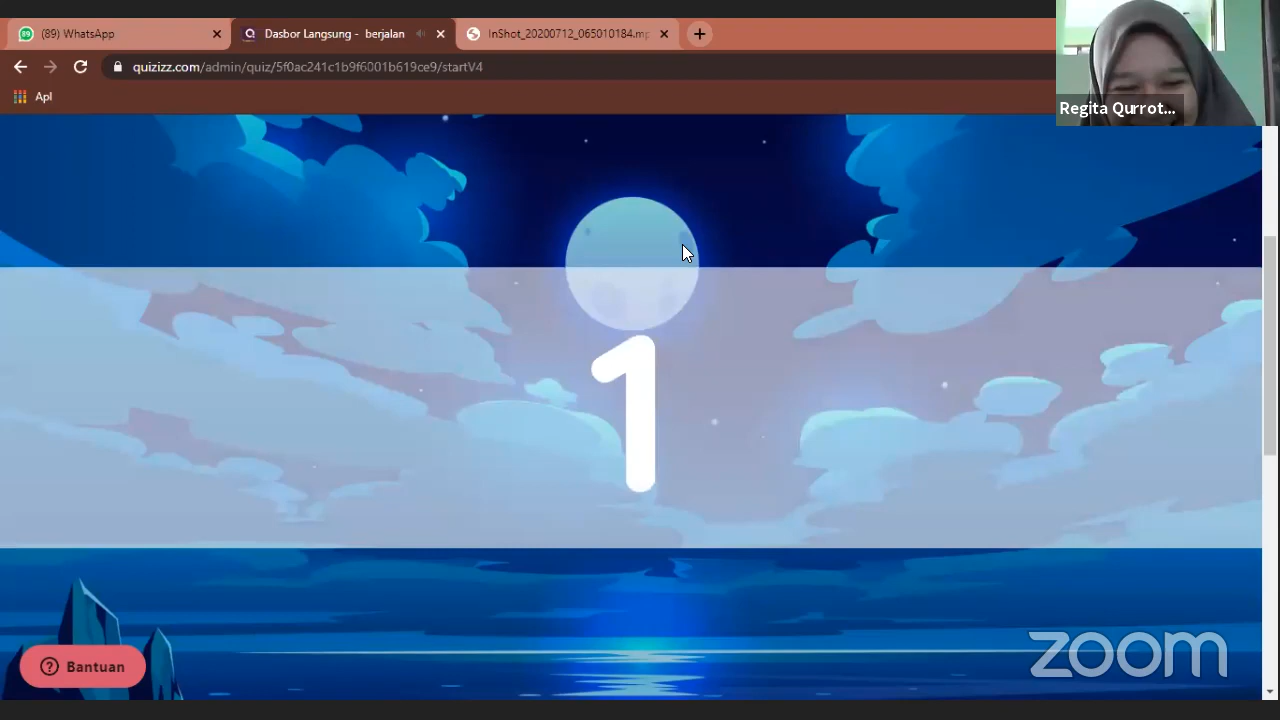 (89) WhatsApp
Dasbor Langsung - berjalan
InShot_20200712_065010184.mp
quizizz.com/admin/quiz/5f0ac241c1b9f6001b619ce9/startV4
Apl
Regita Qurrot...
1
Bantuan
zoom